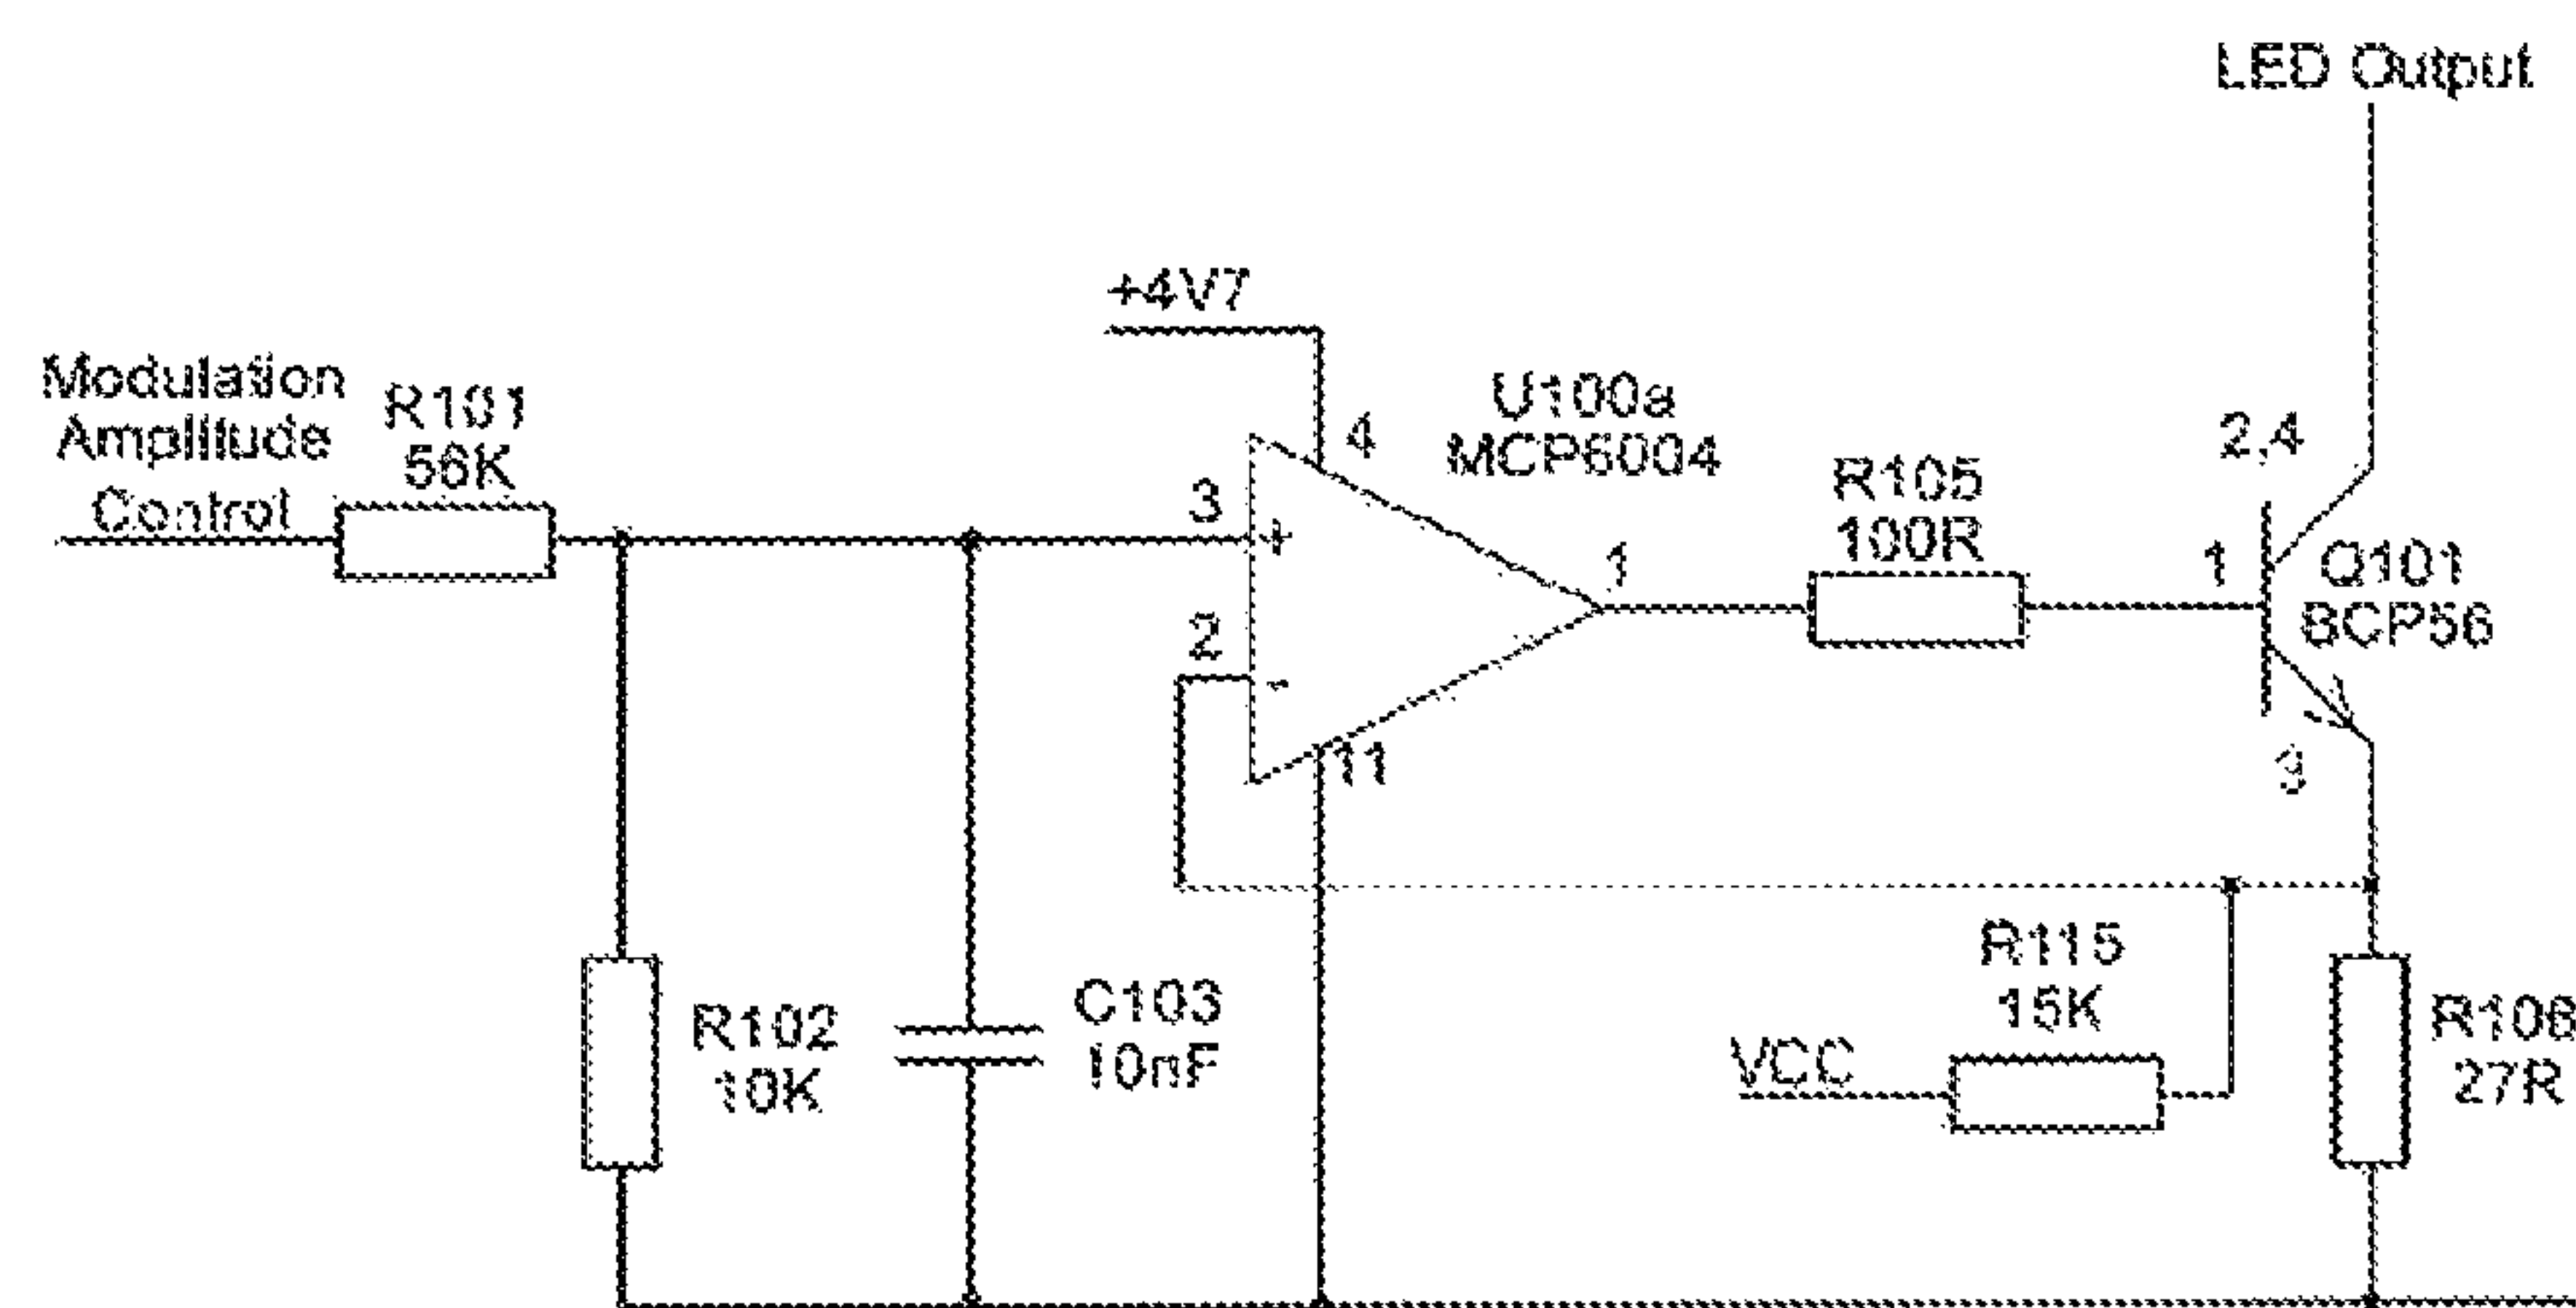 LED Output
+4V7
Modulation
Amplitude
Control
R101
56K
U100a
MCP6004
4
3
+
2
-
11
1
R105
100R
2,4
1
Q101
BCP56
3
R102
10K
C103
10nF
R115
15K
VCC
R106
27R